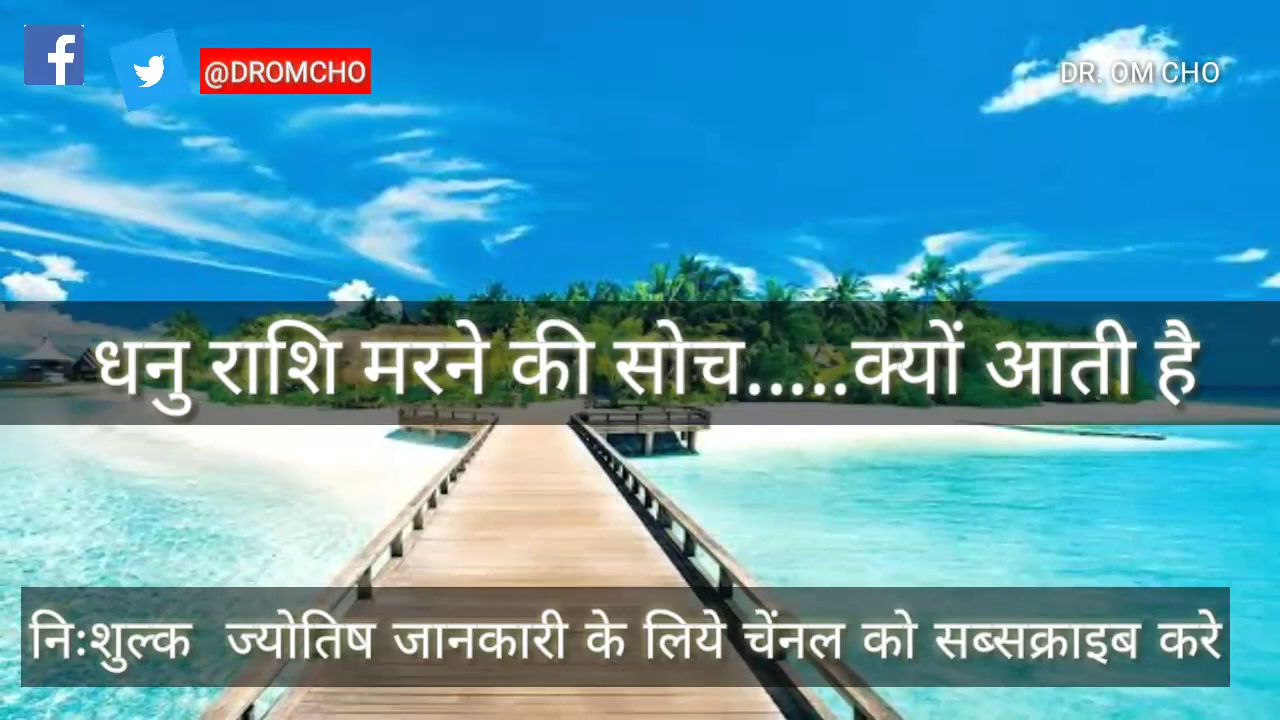 @DROMCHO
DR. OM CHO
धनु राशि मरने की सोच.....क्यों आती है
नि:शुल्क ज्योतिष जानकारी के लिये चेंनल को सब्सक्राइब करे